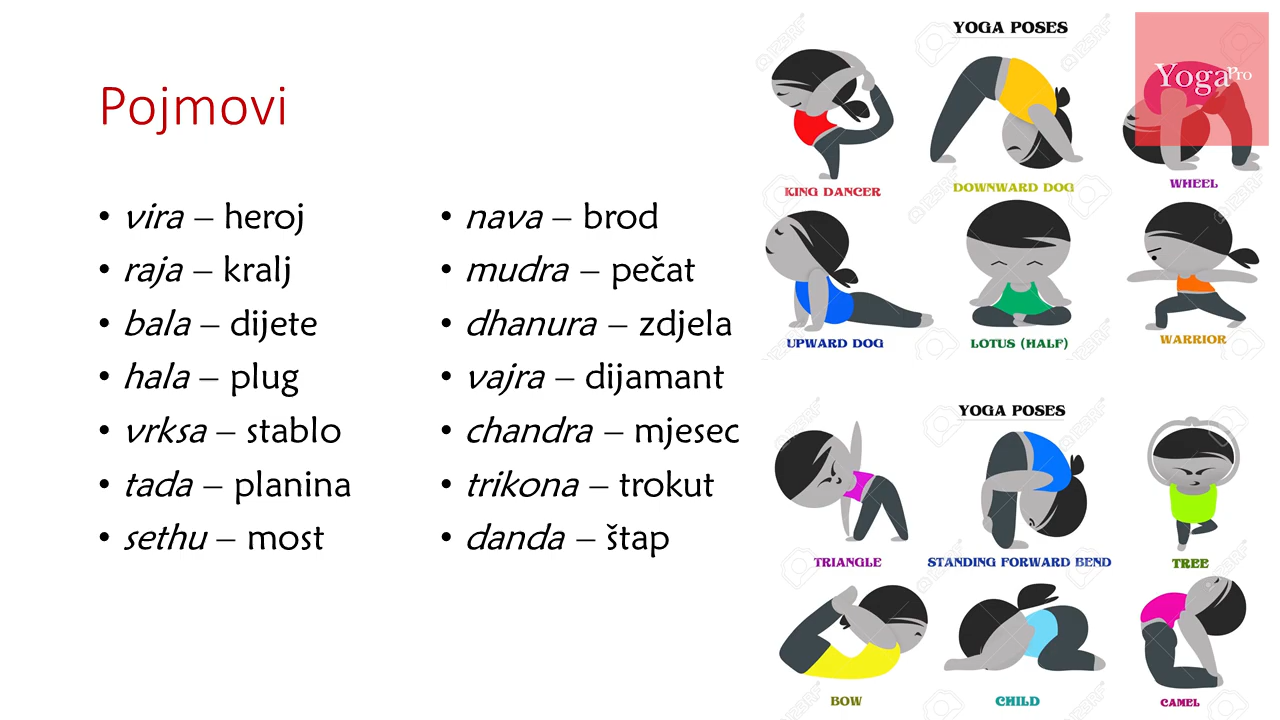 Pojmovi
• vira – heroj
• raja – kralj
• bala – dijete
• hala – plug
• vrksa – stablo
• tada – planina
• sethu – most
• nava – brod
• mudra – pečat
• dhanura – zdjela
• vajra – dijamant
• chandra – mjesec
• trikona – trokut
• danda – štap
YOGA POSES
YogaPro
KING DANCER
DOWNWARD DOG
WHEEL
UPWARD DOG
LOTUS (HALF)
WARRIOR
YOGA POSES
TRIANGLE
STANDING FORWARD BEND
TREE
BOW
CHILD
CAMEL